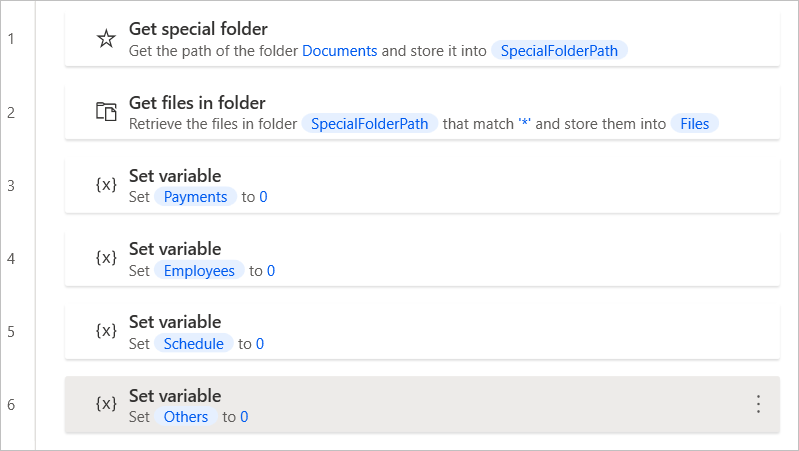 1
Get special folder
Get the path of the folder Documents and store it into SpecialFolderPath
2
Get files in folder
Retrieve the files in folder SpecialFolderPath that match '*' and store them into Files
3
{x} Set variable
Set Payments to 0
4
{x} Set variable
Set Employees to 0
5
{x} Set variable
Set Schedule to 0
6
{x} Set variable
Set Others to 0